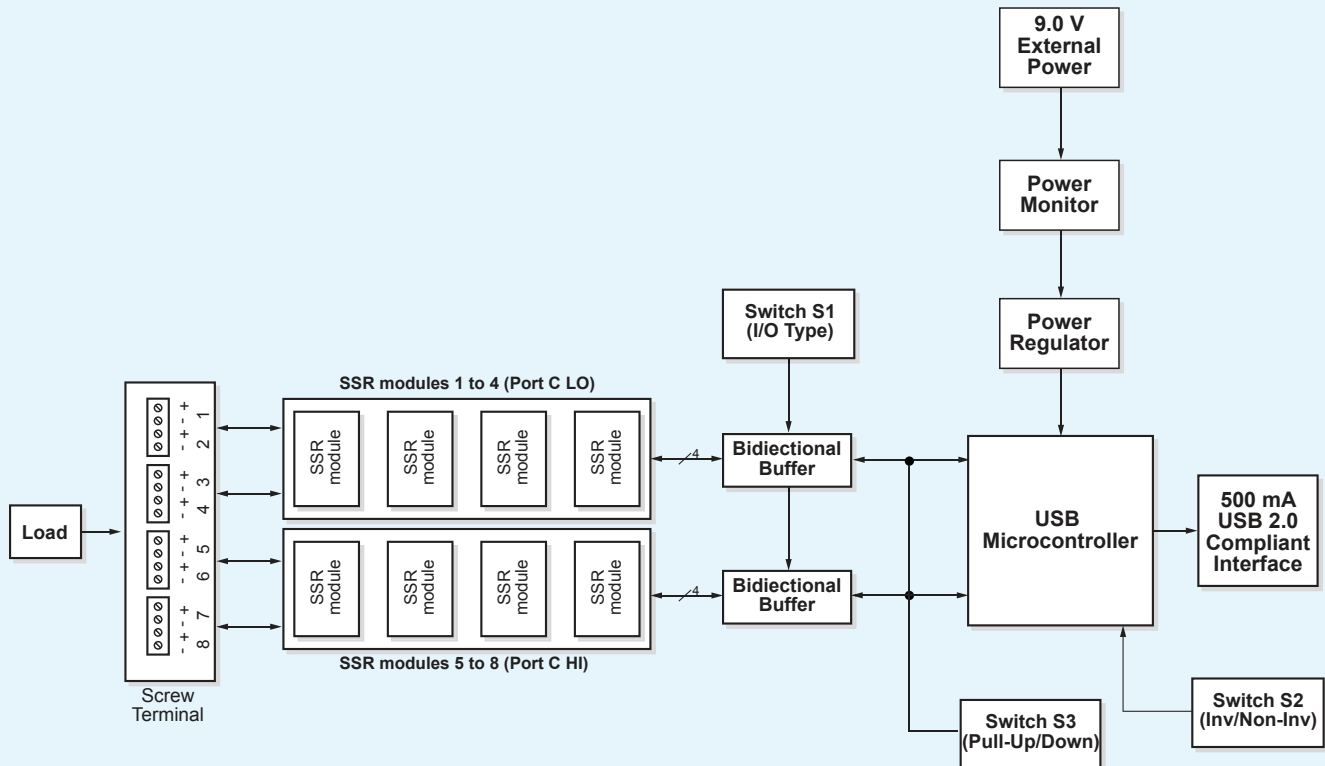 9.0 V
External
Power
Power
Monitor
Power
Regulator
Switch S1
(I/O Type)
SSR modules 1 to 4 (Port C LO)
SSR module
SSR module
SSR module
SSR module
+ 1
-
+ 2
-
+ 3
-
+ 4
-
+ 5
-
+ 6
-
+ 7
-
+ 8
-
4
Bidiectional
Buffer
Load
USB
Microcontroller
500 mA
USB 2.0
Compliant
Interface
SSR module
SSR module
SSR module
SSR module
4
Bidiectional
Buffer
SSR modules 5 to 8 (Port C HI)
Screw
Terminal
Switch S3
(Pull-Up/Down)
Switch S2
(Inv/Non-Inv)